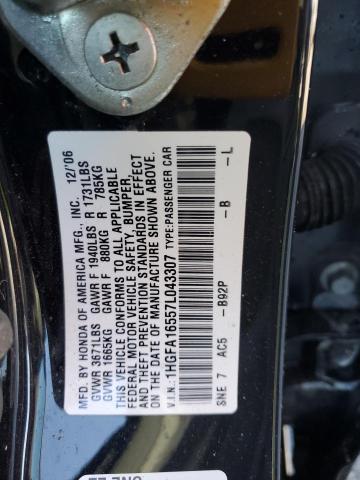 MFD. BY HONDA OF AMERICA MFG., INC. 12/'06
GVWR 3671LBS GAWR F 1940LBS R 1731LBS
GVWR 1665KG GAWR F 880KG R 785KG
THIS VEHICLE CONFORMS TO ALL APPLICABLE
FEDERAL MOTOR VEHICLE SAFETY, BUMPER,
AND THEFT PREVENTION STANDARDS IN EFFECT
ON THE DATE OF MANUFACTURE SHOWN ABOVE.
V.I.N.: 1HGFA16557L043307 TYPE:PASSENGER CAR
SNE 7 AC5 -B92P -B -L